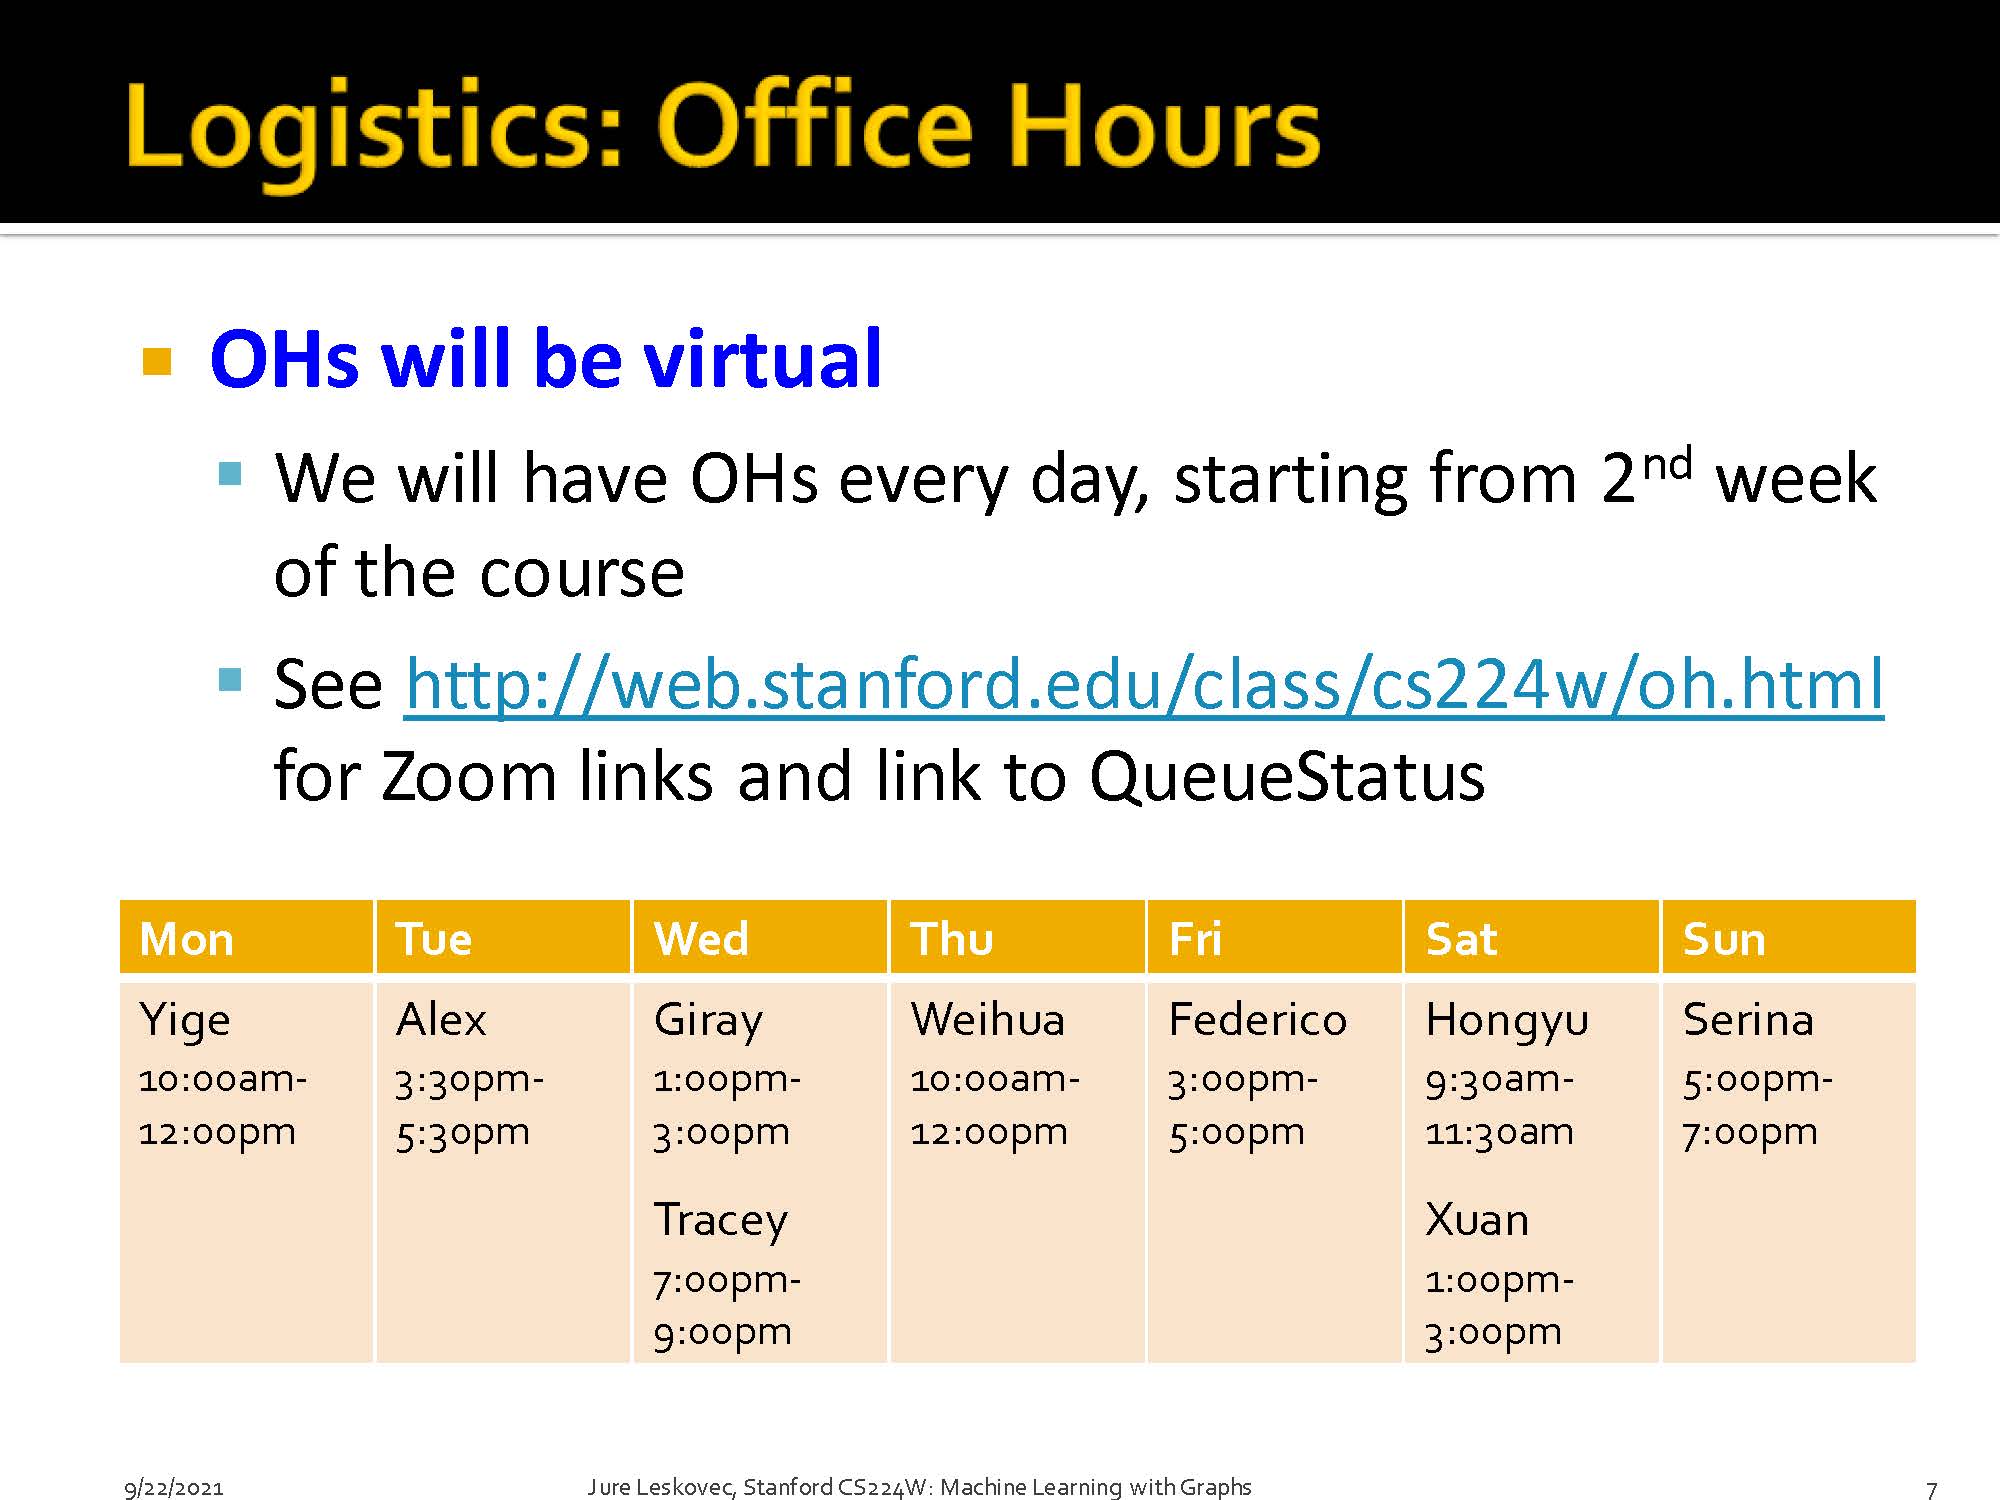 Logistics: Office Hours
OHs will be virtual
We will have OHs every day, starting from 2nd week
of the course
See http://web.stanford.edu/class/cs224w/oh.html
for Zoom links and link to QueueStatus
Mon Tue Wed Thu Fri Sat Sun
Yige Alex Giray Weihua Federico Hongyu Serina
10:00am- 3:30pm- 1:00pm- 10:00am- 3:00pm- 9:30am- 5:00pm-
12:00pm 5:30pm 3:00pm 12:00pm 5:00pm 11:30am 7:00pm
Tracey Xuan
7:00pm- 1:00pm-
9:00pm 3:00pm
9/22/2021 Jure Leskovec, Stanford CS224W: Machine Learning with Graphs 7